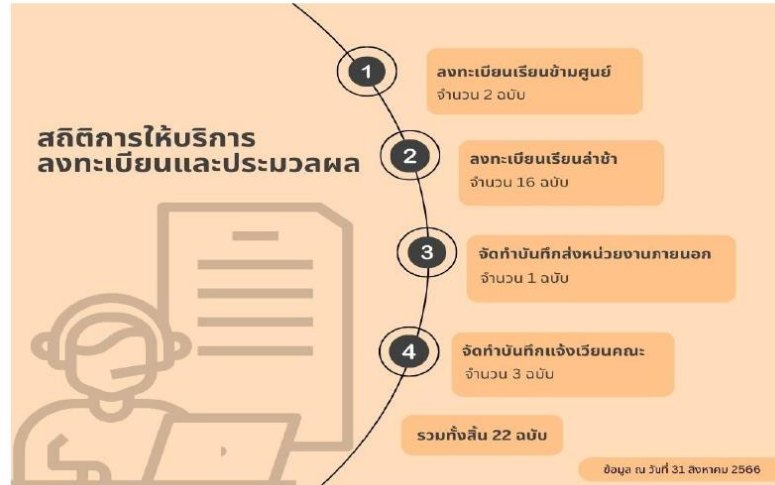 สถิติการให้บริการ
ลงทะเบียนและประมวลผล
1
ลงทะเบียนเรียนข้ามศูนย์
จำนวน 2 ฉบับ
2
ลงทะเบียนเรียนล่าช้า
จำนวน 16 ฉบับ
3
จัดทำบันทึกส่งหน่วยงานภายนอก
จำนวน 1 ฉบับ
4
จัดทำบันทึกแจ้งเวียนคณะ
จำนวน 3 ฉบับ
รวมทั้งสิ้น 22 ฉบับ
ข้อมูล ณ วันที่ 31 สิงหาคม 2566